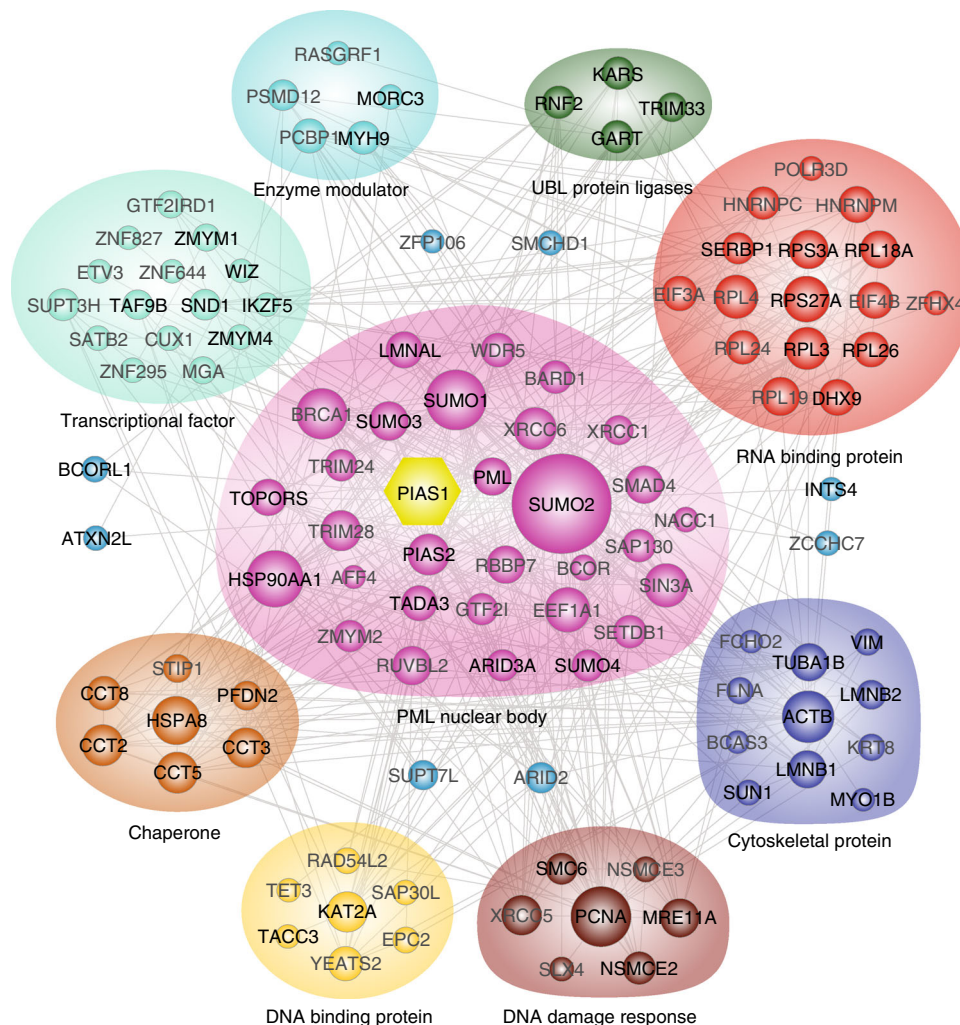 RASGRF1
PSMD12
MORC3
PCBP1
MYH9
Enzyme modulator
KARS
RNF2
TRIM33
GART
UBL protein ligases
POLR3D
HNRNPC
HNRNPM
SERBP1
RPS3A
RPL18A
EIF3A
RPL4
RPS27A
EIF4B
ZFHX4
RPL24
RPL3
RPL26
RPL19
DHX9
RNA binding protein
GTF2IRD1
ZNF827
ZMYM1
ETV3
ZNF644
WIZ
SUPT3H
TAF9B
SND1
IKZF5
SATB2
CUX1
ZMYM4
ZNF295
MGA
Transcriptional factor
ZFP106
SMCHD1
BCORL1
ATXN2L
INTS4
ZCCHC7
LMNAL
WDR5
BARD1
SUMO1
BRCA1
SUMO3
XRCC6
XRCC1
TRIM24
PIAS1
PML
SUMO2
SMAD4
TOPORS
NACC1
TRIM28
PIAS2
RBBP7
BCOR
SAP130
HSP90AA1
AFF4
SIN3A
TADA3
GTF2I
EEF1A1
ZMYM2
SETDB1
RUVBL2
ARID3A
SUMO4
PML nuclear body
STIP1
CCT8
PFDN2
HSPA8
CCT2
CCT3
CCT5
Chaperone
FCHO2
VIM
TUBA1B
FLNA
LMNB2
ACTB
BCAS3
KRT8
LMNB1
SUN1
MYO1B
Cytoskeletal protein
SUPT7L
ARID2
RAD54L2
TET3
SAP30L
KAT2A
TACC3
EPC2
YEATS2
DNA binding protein
SMC6
NSMCE3
XRCC5
PCNA
MRE11A
SLX4
NSMCE2
DNA damage response